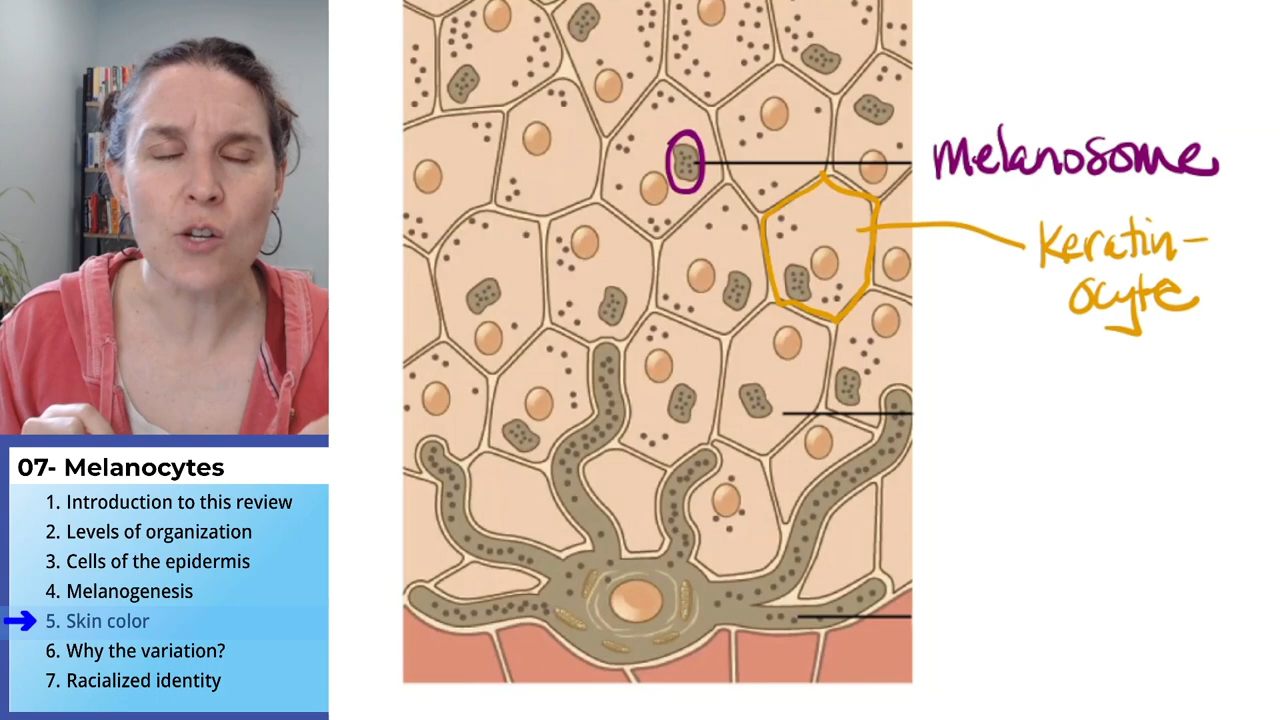 melanosome
Keratin-
ocyte
07- Melanocytes
1. Introduction to this review
2. Levels of organization
3. Cells of the epidermis
4. Melanogenesis
5. Skin color
6. Why the variation?
7. Racialized identity